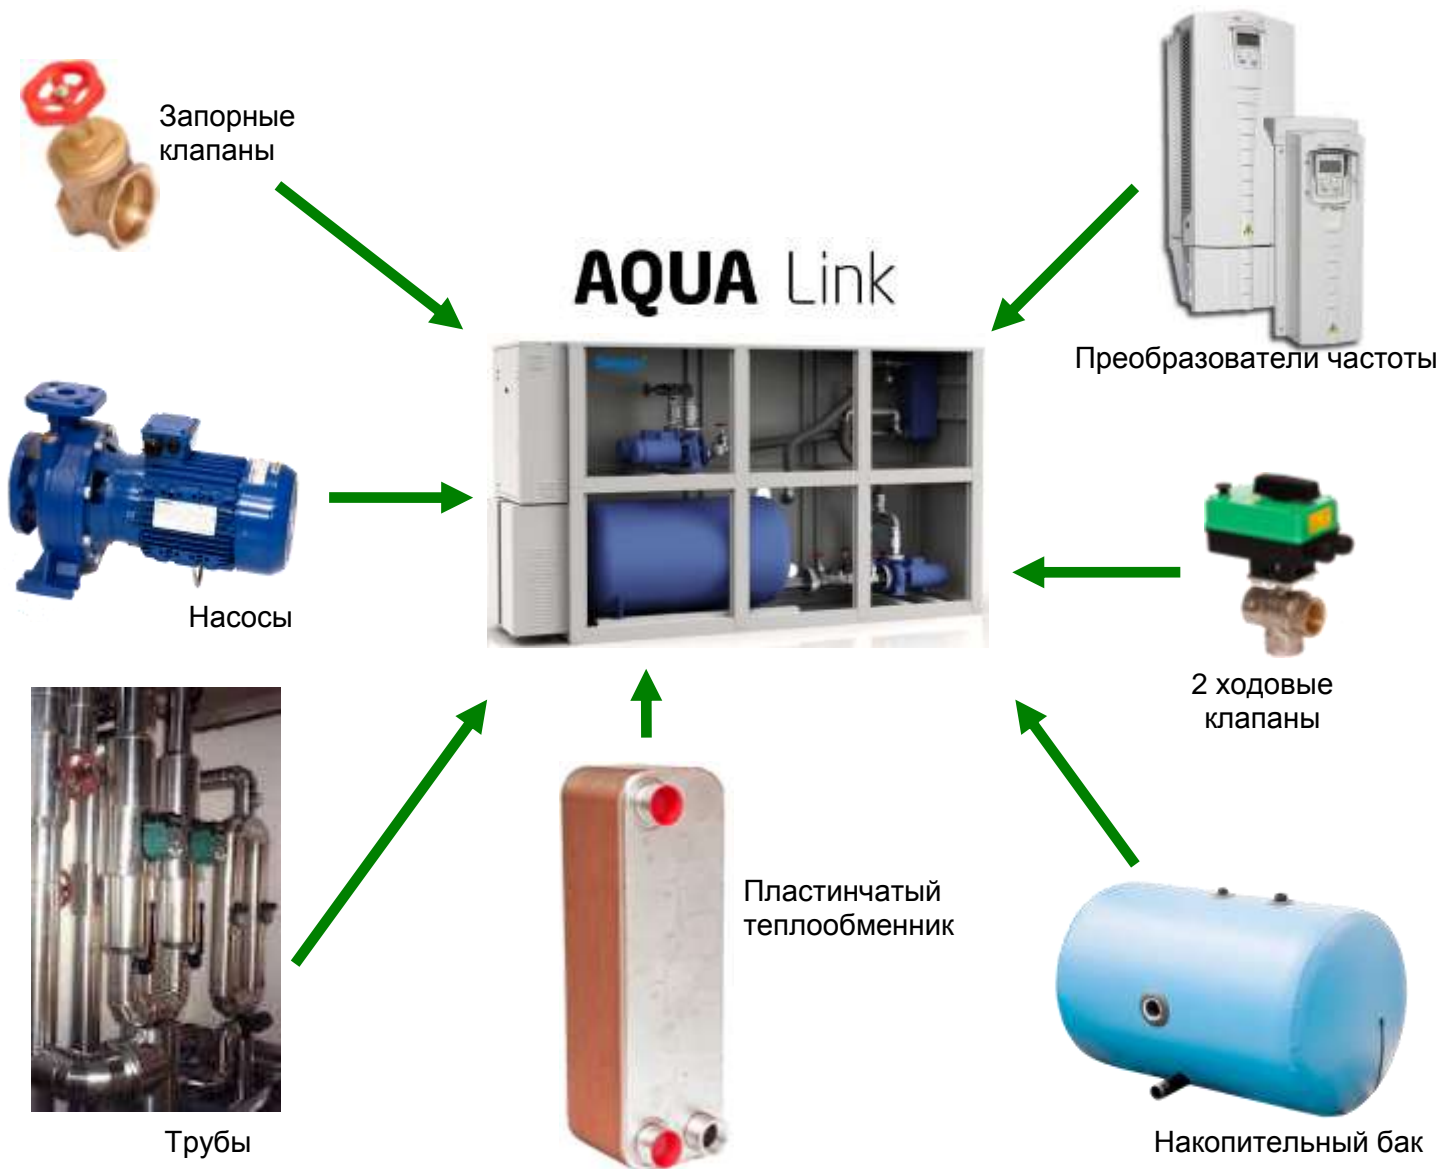 Запорные
клапаны
AQUA Link
Преобразователи частоты
Насосы
2 ходовые
клапаны
Пластинчатый
теплообменник
Трубы
Накопительный бак